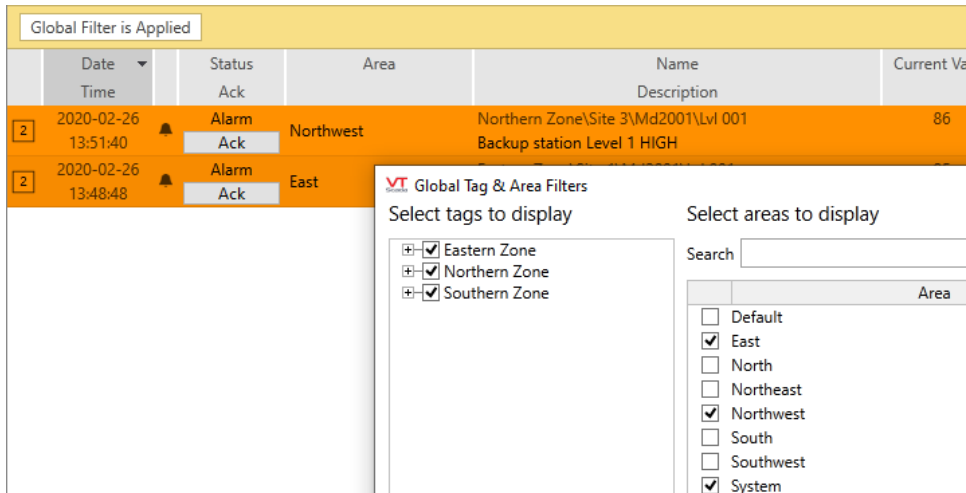 Global Filter is Applied
Date Status Area Name Current Va
Time Ack Description
2020-02-26 Alarm Northern Zone\Site 3\Md2001\Lvl 001 86
2 Northwest
13:51:40 Ack Backup station Level 1 HIGH
2020-02-26 Alarm
2 East
13:48:48 Ack
VT Global Tag & Area Filters
Select tags to display
Eastern Zone
Northern Zone
Southern Zone
Select areas to display
Search
Area
Default
East
North
Northeast
Northwest
South
Southwest
System